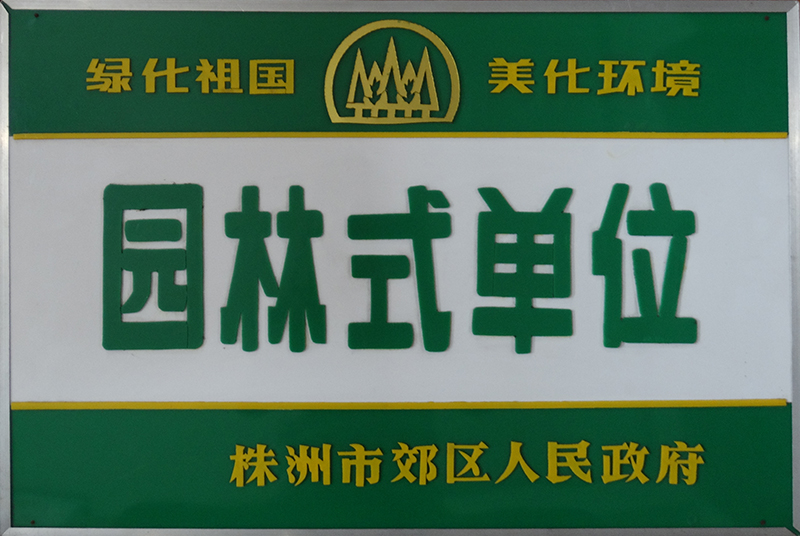 绿化祖国 美化环境
园林式单位
株洲市郊区人民政府